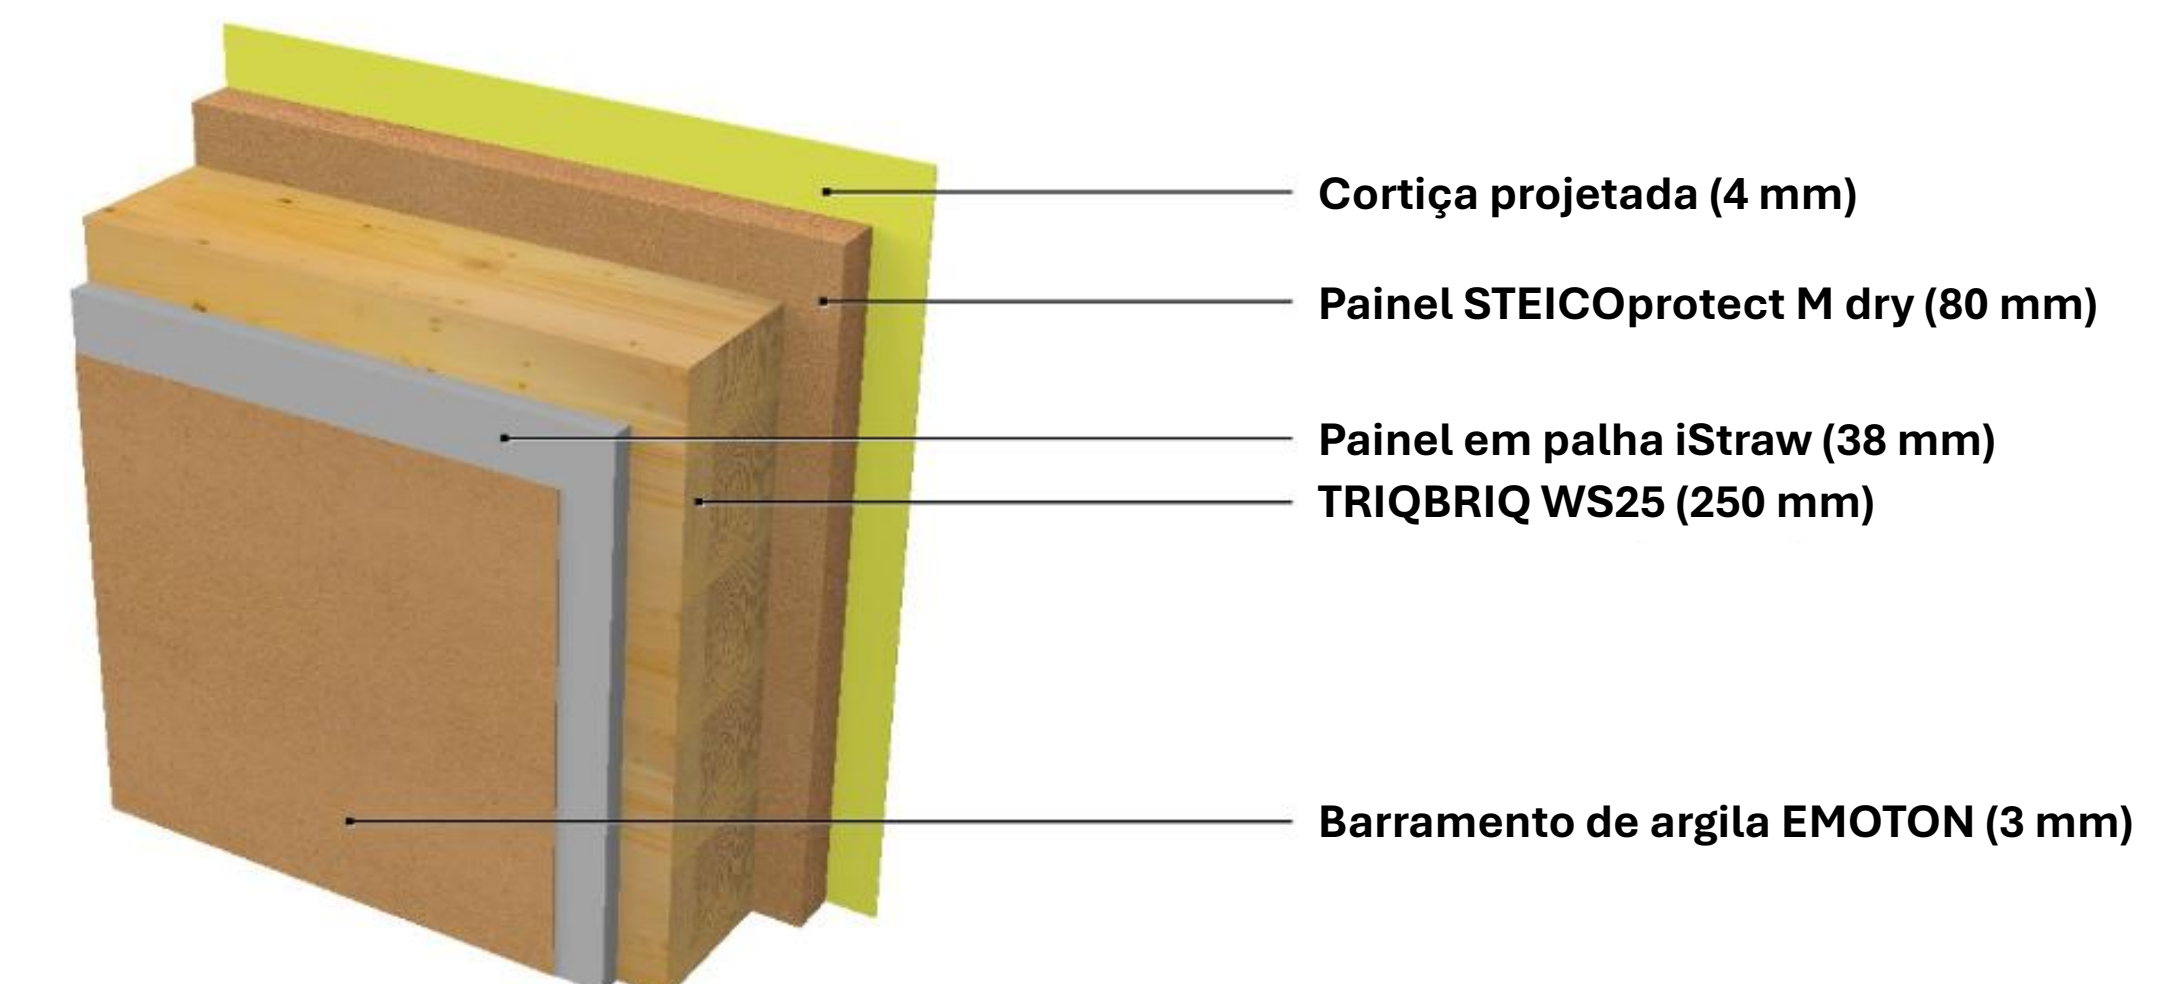 Cortiça projetada (4 mm)
Painel STEICOprotect M dry (80 mm)
Painel em palha iStraw (38 mm)
TRIQBRIQ WS25 (250 mm)
Barramento de argila EMOTON (3 mm)